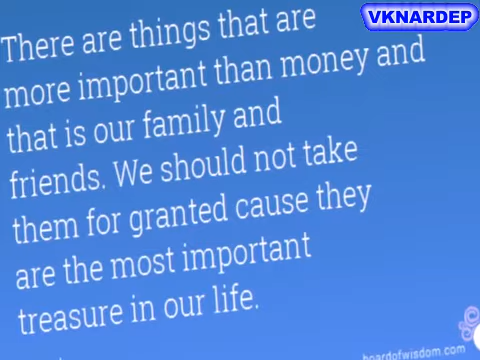 VKNARDEP
There are things that are
more important than money and
that is our family and
friends. We should not take
them for granted cause they
are the most important
treasure in our life.
boardofwisdom.com